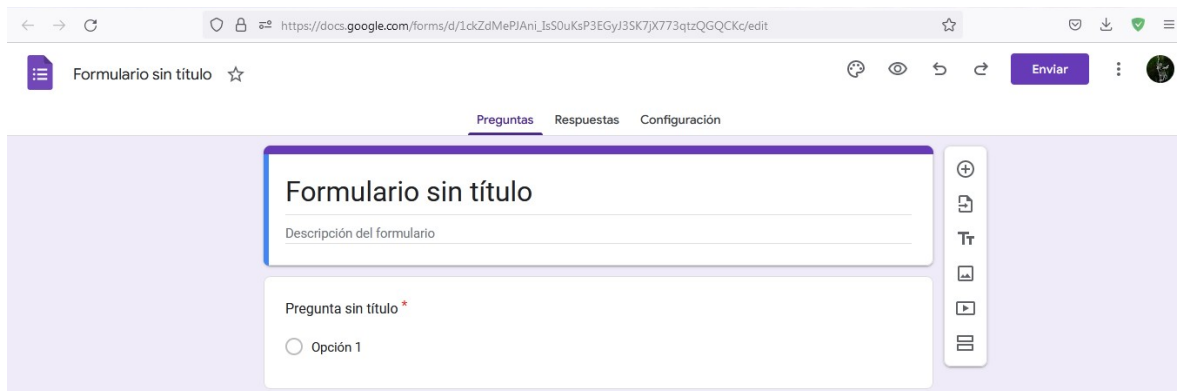 https://docs.google.com/forms/d/1ckZdMePJAni_IsS0uKsP3EGyJ3SK7jX773qtzQGQCKc/edit
Formulario sin título
Enviar
Preguntas Respuestas Configuración
Formulario sin título
Descripción del formulario
Tт
Pregunta sin título *
Opción 1